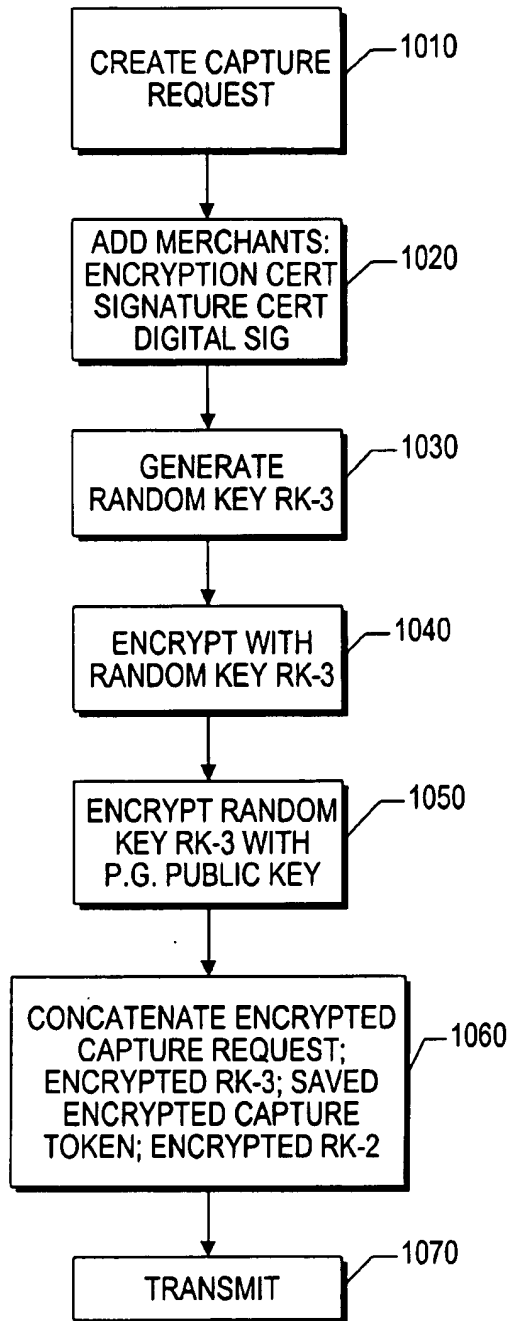 CREATE CAPTURE
REQUEST
1010
ADD MERCHANTS:
ENCRYPTION CERT
SIGNATURE CERT
DIGITAL SIG
1020
GENERATE
RANDOM KEY RK-3
1030
ENCRYPT WITH
RANDOM KEY RK-3
1040
ENCRYPT RANDOM
KEY RK-3 WITH
P.G. PUBLIC KEY
1050
CONCATENATE ENCRYPTED
CAPTURE REQUEST;
ENCRYPTED RK-3; SAVED
ENCRYPTED CAPTURE
TOKEN; ENCRYPTED RK-2
1060
TRANSMIT
1070